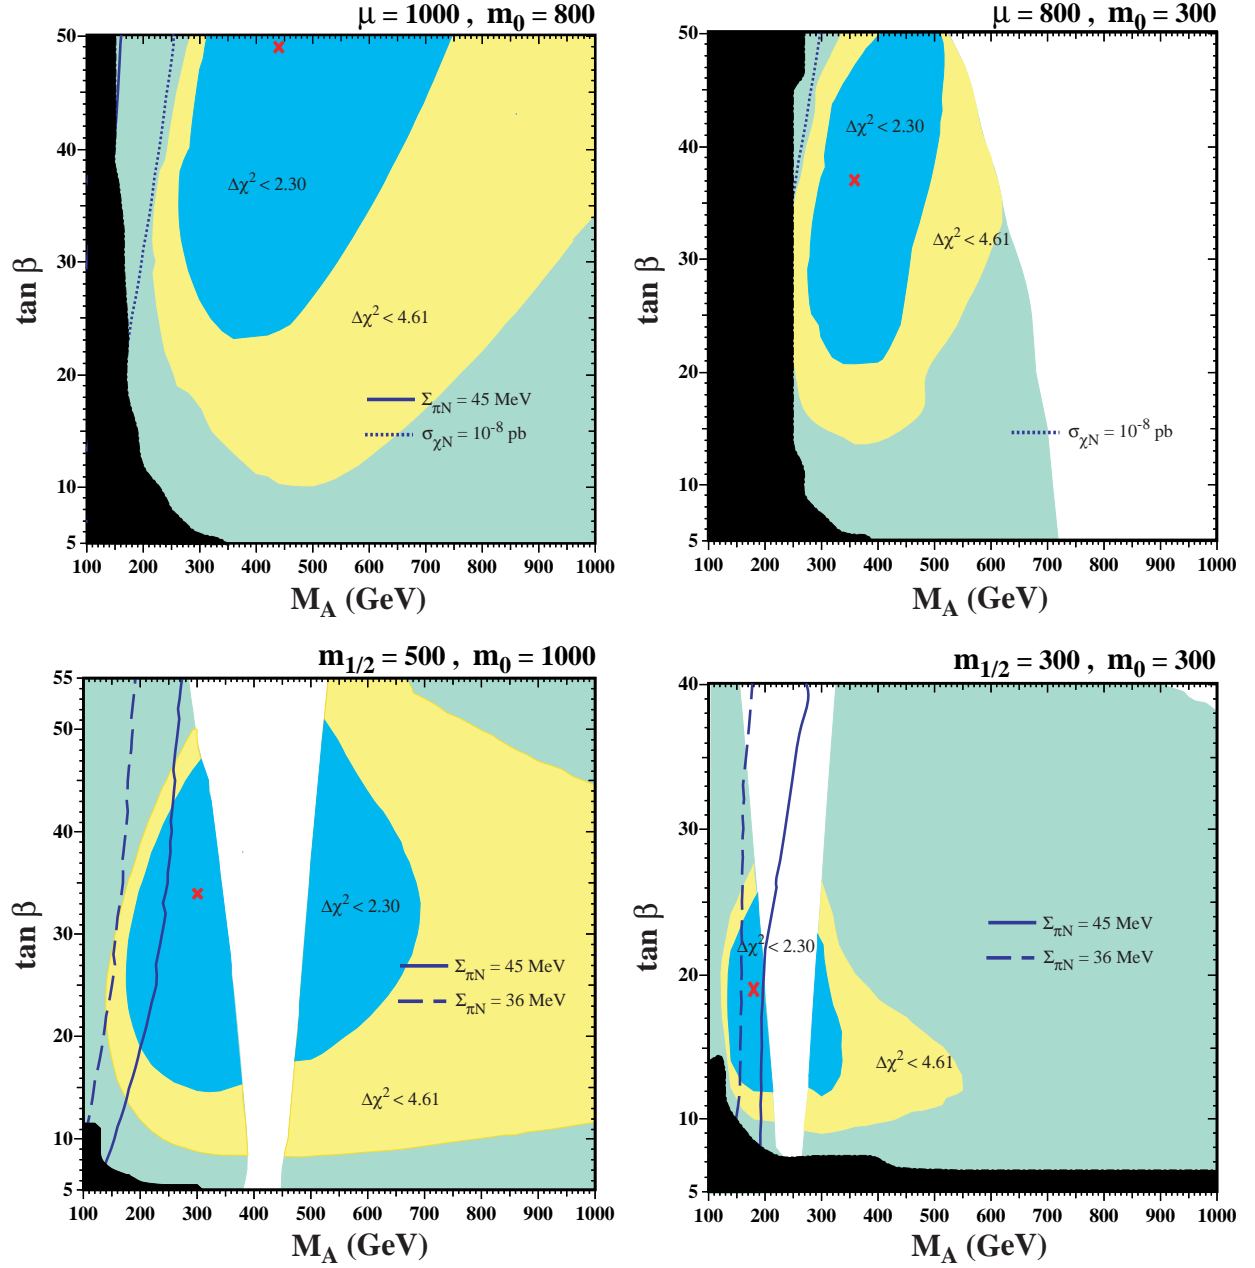 μ = 1000 , m0 = 800
50
40
30
20
10
5
tan β
Δχ² < 2.30
Δχ² < 4.61
ΣπN = 45 MeV
σχN = 10⁻⁸ pb
100 200 300 400 500 600 700 800 900 1000
MA (GeV)
μ = 800 , m0 = 300
50
40
30
20
10
5
tan β
Δχ² < 2.30
Δχ² < 4.61
σχN = 10⁻⁸ pb
100 200 300 400 500 600 700 800 900 1000
MA (GeV)
m1/2 = 500 , m0 = 1000
55
50
40
30
20
10
5
tan β
Δχ² < 2.30
ΣπN = 45 MeV
ΣπN = 36 MeV
Δχ² < 4.61
100 200 300 400 500 600 700 800 900 1000
MA (GeV)
m1/2 = 300 , m0 = 300
40
30
20
10
5
tan β
ΣπN = 45 MeV
Δχ² < 2.30
ΣπN = 36 MeV
Δχ² < 4.61
100 200 300 400 500 600 700 800 900 1000
MA (GeV)